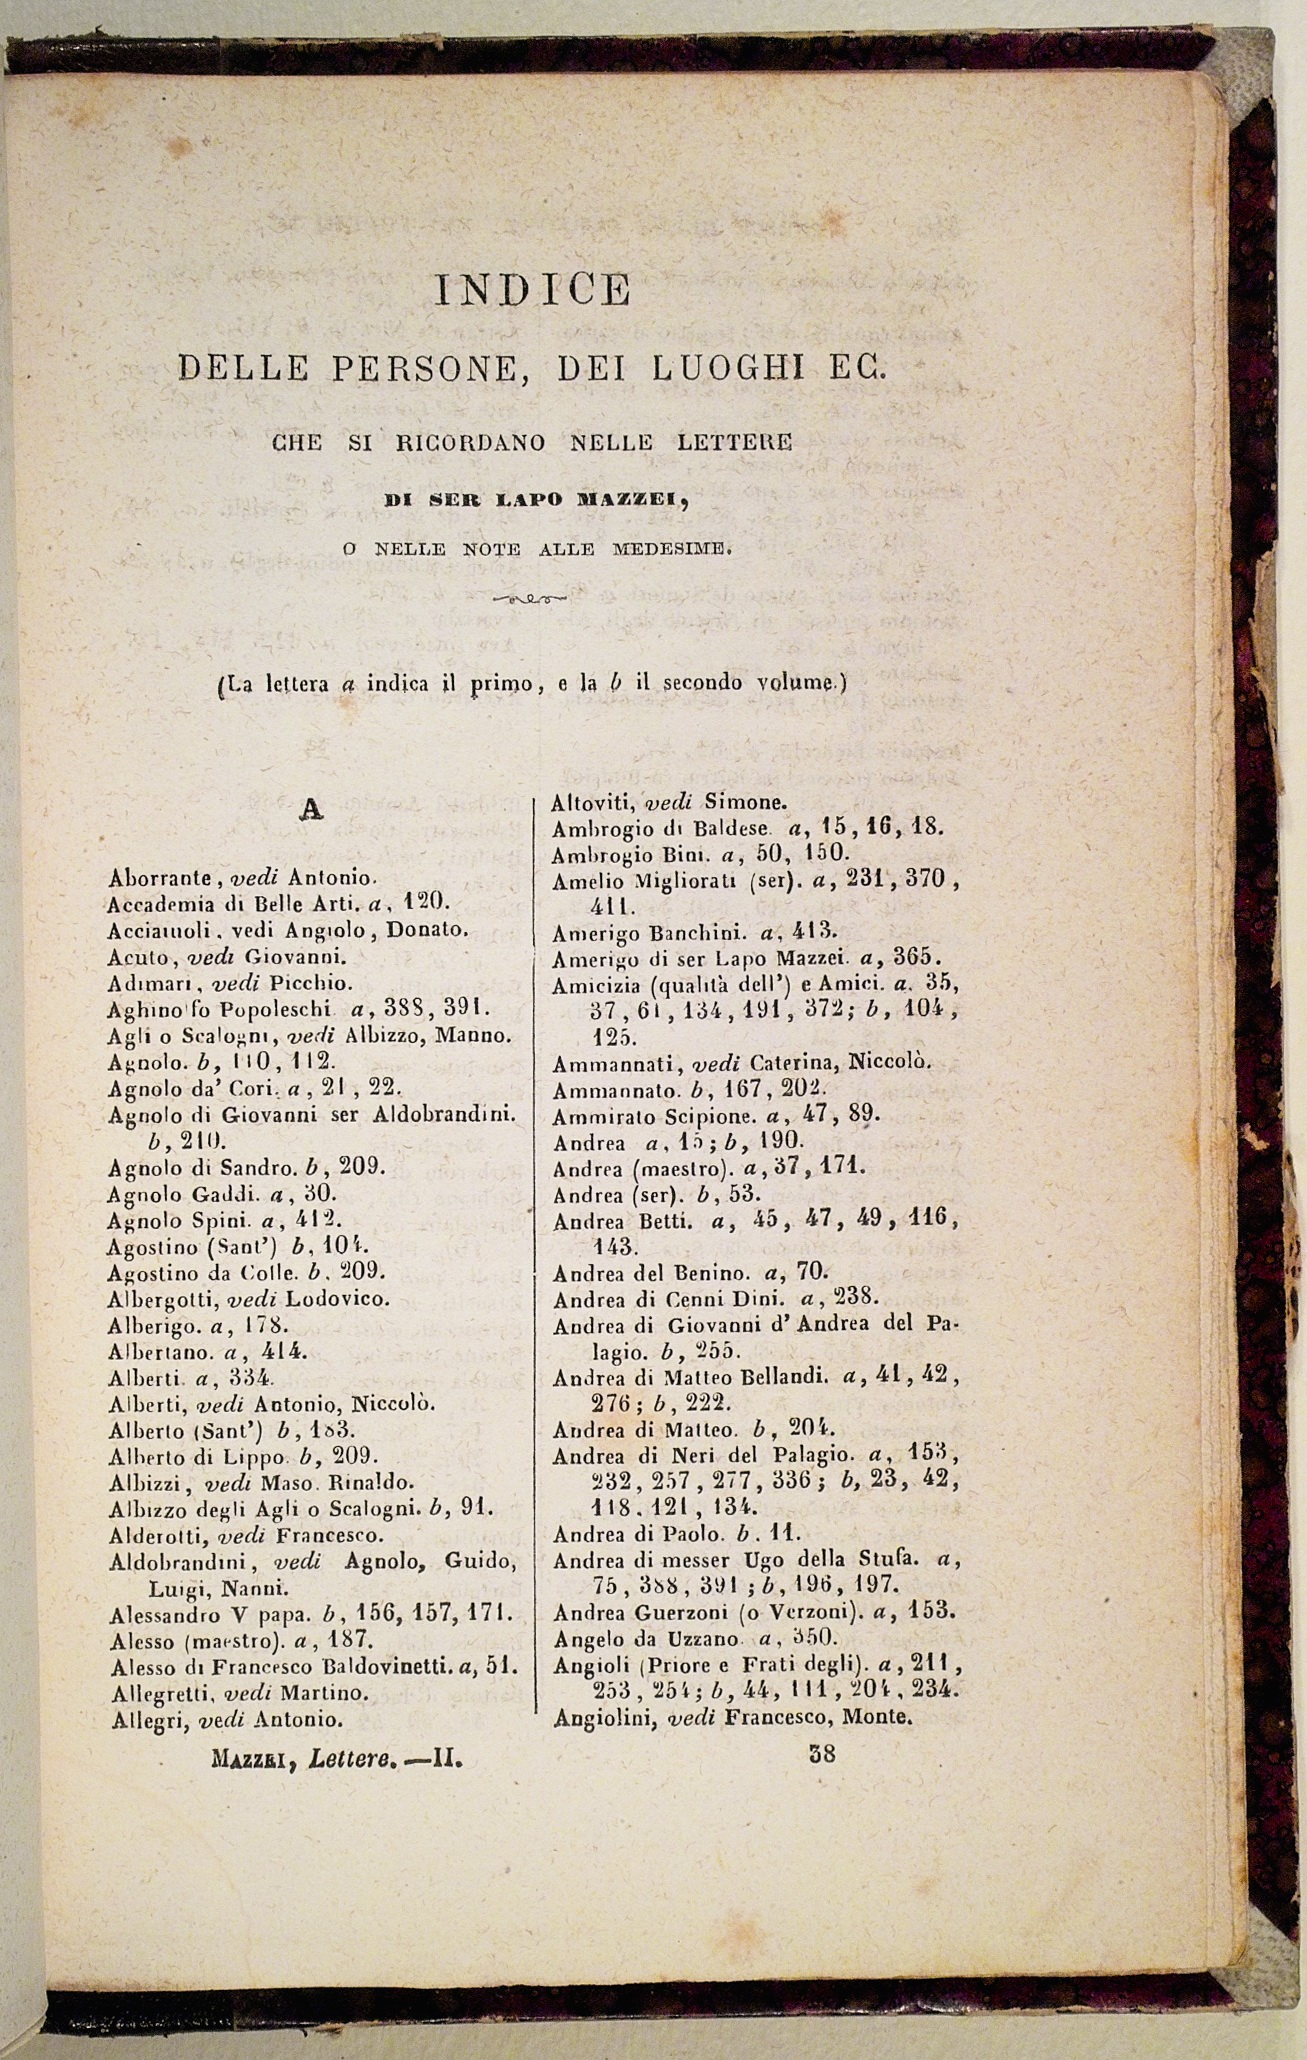 INDICE
DELLE PERSONE, DEI LUOGHI EC.
CHE SI RICORDANO NELLE LETTERE
DI SER LAPO MAZZEI,
O NELLE NOTE ALLE MEDESIME.
(La lettera a indica il primo, e la b il secondo volume.)
A
Aborrante, vedi Antonio.
Accademia di Belle Arti. a, 120.
Acciaiuoli. vedi Angiolo, Donato.
Acuto, vedi Giovanni.
Adimari, vedi Picchio.
Aghinolfo Popoleschi. a, 388, 391.
Agli o Scalogni, vedi Albizzo, Manno.
Agnolo. b, 110, 112.
Agnolo da' Cori. a, 21, 22.
Agnolo di Giovanni ser Aldobrandini.
b, 210.
Agnolo di Sandro. b, 209.
Agnolo Gaddi. a, 30.
Agnolo Spini. a, 412.
Agostino (Sant') b, 104.
Agostino da Colle. b, 209.
Albergotti, vedi Lodovico.
Alberigo. a, 178.
Albertano. a, 414.
Alberti. a, 334.
Alberti, vedi Antonio, Niccolò.
Alberto (Sant') b, 183.
Alberto di Lippo. b, 209.
Albizzi, vedi Maso, Rinaldo.
Albizzo degli Agli o Scalogni. b, 91.
Alderotti, vedi Francesco.
Aldobrandini, vedi Agnolo, Guido,
Luigi, Nanni.
Alessandro V papa. b, 156, 157, 171.
Alesso (maestro). a, 187.
Alesso di Francesco Baldovinetti. a, 51.
Allegretti, vedi Martino.
Allegri, vedi Antonio.
Altoviti, vedi Simone.
Ambrogio di Baldese. a, 15, 16, 18.
Ambrogio Bini. a, 50, 150.
Amelio Migliorati (ser). a, 231, 370,
411.
Amerigo Banchini. a, 413.
Amerigo di ser Lapo Mazzei. a, 365.
Amicizia (qualità dell') e Amici. a, 35,
37, 61, 134, 191, 372; b, 104,
125.
Ammannati, vedi Caterina, Niccolò.
Ammannato. b, 167, 202.
Ammirato Scipione. a, 47, 89.
Andrea a, 15; b, 190.
Andrea (maestro). a, 37, 171.
Andrea (ser). b, 53.
Andrea Betti. a, 45, 47, 49, 116,
143.
Andrea del Benino. a, 70.
Andrea di Cenni Dini. a, 238.
Andrea di Giovanni d' Andrea del Pa-
lagio. b, 255.
Andrea di Matteo Bellandi. a, 41, 42,
276; b, 222.
Andrea di Matteo. b, 204.
Andrea di Neri del Palagio. a, 153,
232, 257, 277, 336; b, 23, 42,
118, 121, 134.
Andrea di Paolo. b. 11.
Andrea di messer Ugo della Stufa. a,
75, 388, 391; b, 196, 197.
Andrea Guerzoni (o Verzoni). a, 153.
Angelo da Uzzano. a, 350.
Angioli (Priore e Frati degli). a, 211,
253, 254; b, 44, 111, 204, 234.
Angiolini, vedi Francesco, Monte.
MAZZEI, Lettere.—II.
38